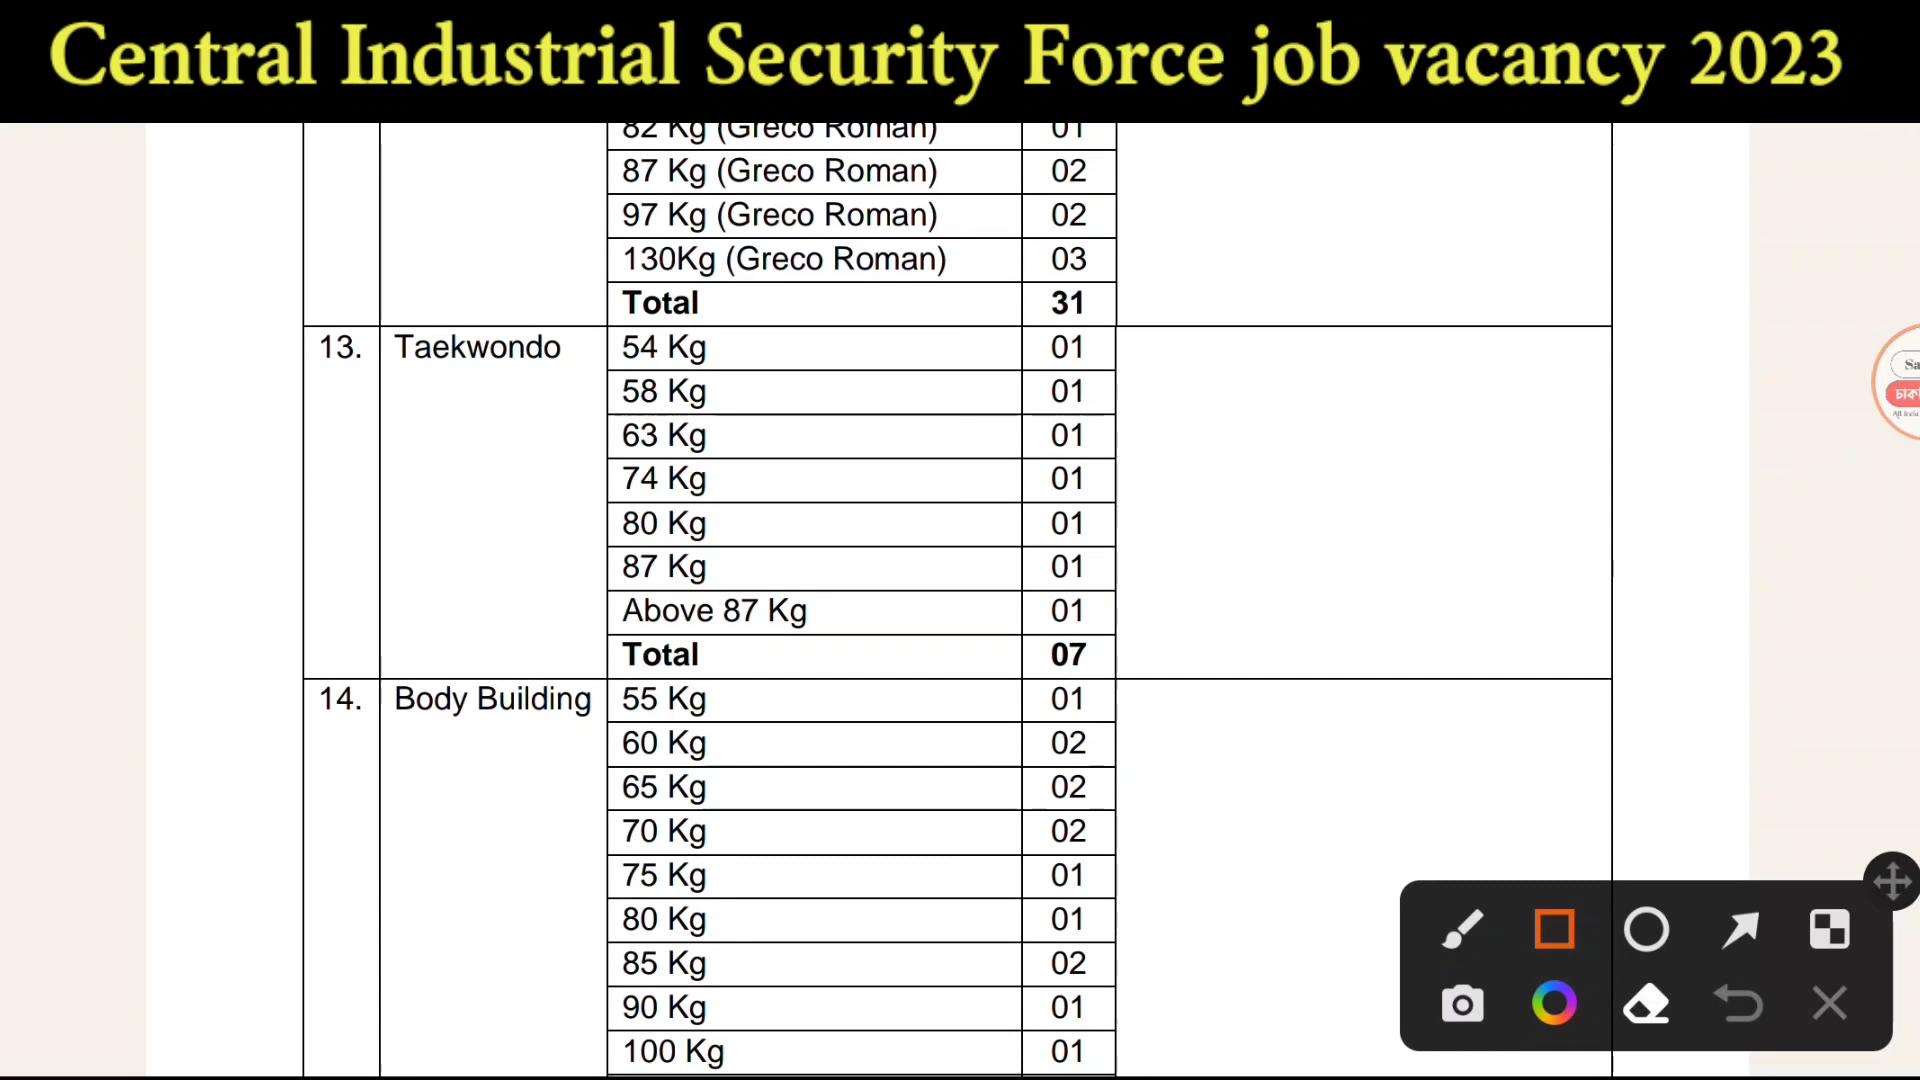 Central Industrial Security Force job vacancy 2023
82 Kg (Greco Roman) 01
87 Kg (Greco Roman) 02
97 Kg (Greco Roman) 02
130Kg (Greco Roman) 03
Total 31
13. Taekwondo 54 Kg 01
58 Kg 01
63 Kg 01
74 Kg 01
80 Kg 01
87 Kg 01
Above 87 Kg 01
Total 07
14. Body Building 55 Kg 01
60 Kg 02
65 Kg 02
70 Kg 02
75 Kg 01
80 Kg 01
85 Kg 02
90 Kg 01
100 Kg 01